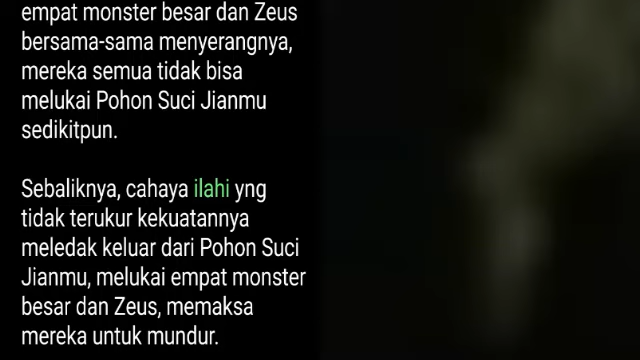 empat monster besar dan Zeus
bersama-sama menyerangnya,
mereka semua tidak bisa
melukai Pohon Suci Jianmu
sedikitpun.
Sebaliknya, cahaya ilahi yng
tidak terukur kekuatannya
meledak keluar dari Pohon Suci
Jianmu, melukai empat monster
besar dan Zeus, memaksa
mereka untuk mundur.